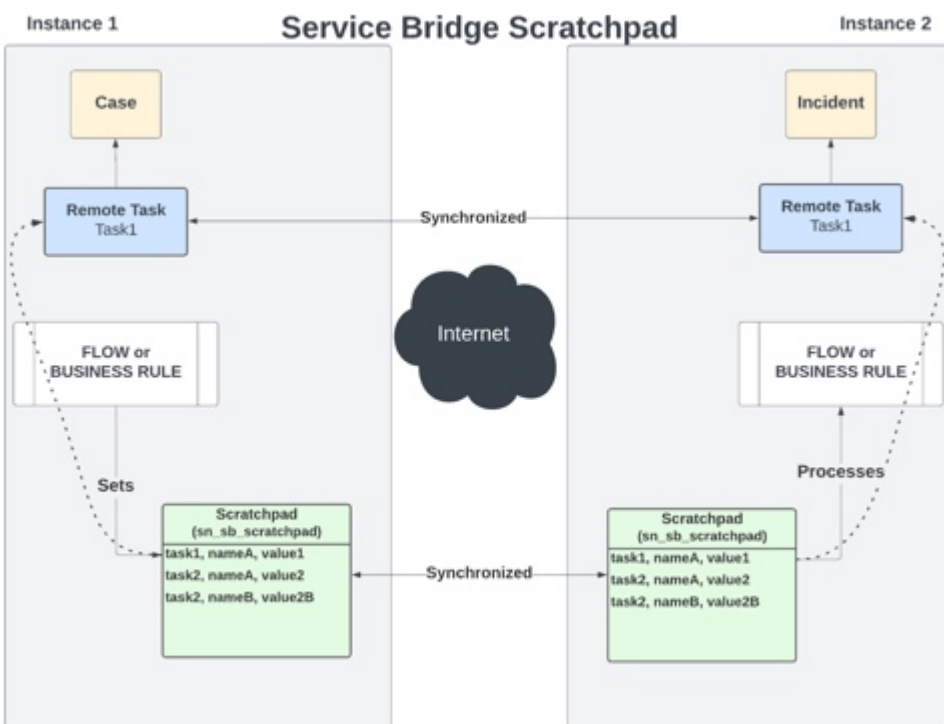 Instance 1
Service Bridge Scratchpad
Instance 2
Case
Incident
Remote Task
Task1
Synchronized
Remote Task
Task1
Internet
FLOW or
BUSINESS RULE
FLOW or
BUSINESS RULE
Sets
Processes
Scratchpad
(sn_sb_scratchpad)
task1, nameA, value1
task2, nameA, value2
task2, nameB, value2B
Synchronized
Scratchpad
(sn_sb_scratchpad)
task1, nameA, value1
task2, nameA, value2
task2, nameB, value2B